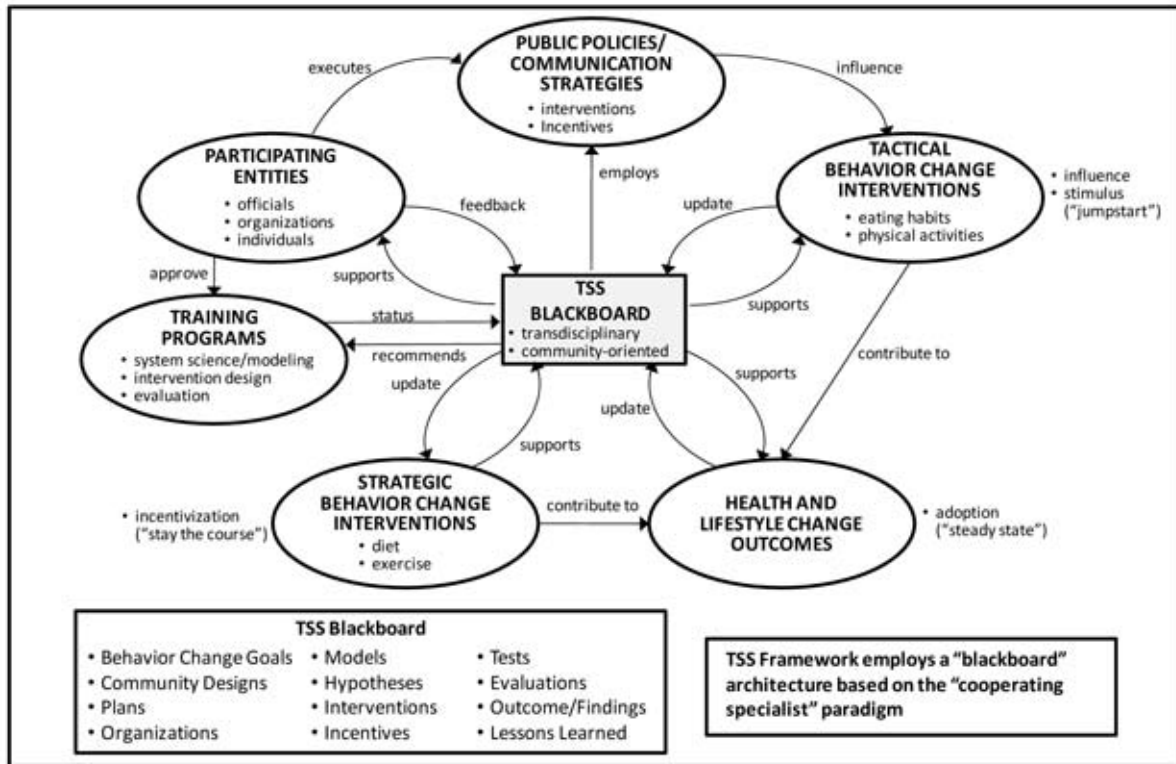 PUBLIC POLICIES/
COMMUNICATION
STRATEGIES
• interventions
• Incentives
executes
influence
PARTICIPATING
ENTITIES
• officials
• organizations
• individuals
TACTICAL
BEHAVIOR CHANGE
INTERVENTIONS
• eating habits
• physical activities
• influence
• stimulus
("jumpstart")
employs
feedback
update
approve
supports
supports
TSS
BLACKBOARD
• transdisciplinary
• community-oriented
TRAINING
PROGRAMS
• system science/modeling
• intervention design
• evaluation
status
recommends
update
supports
supports
update
contribute to
STRATEGIC
BEHAVIOR CHANGE
INTERVENTIONS
• diet
• exercise
• incentivization
("stay the course")
contribute to
HEALTH AND
LIFESTYLE CHANGE
OUTCOMES
• adoption
("steady state")
TSS Blackboard
• Behavior Change Goals
• Community Designs
• Plans
• Organizations
• Models
• Hypotheses
• Interventions
• Incentives
• Tests
• Evaluations
• Outcome/Findings
• Lessons Learned
TSS Framework employs a "blackboard"
architecture based on the "cooperating
specialist" paradigm